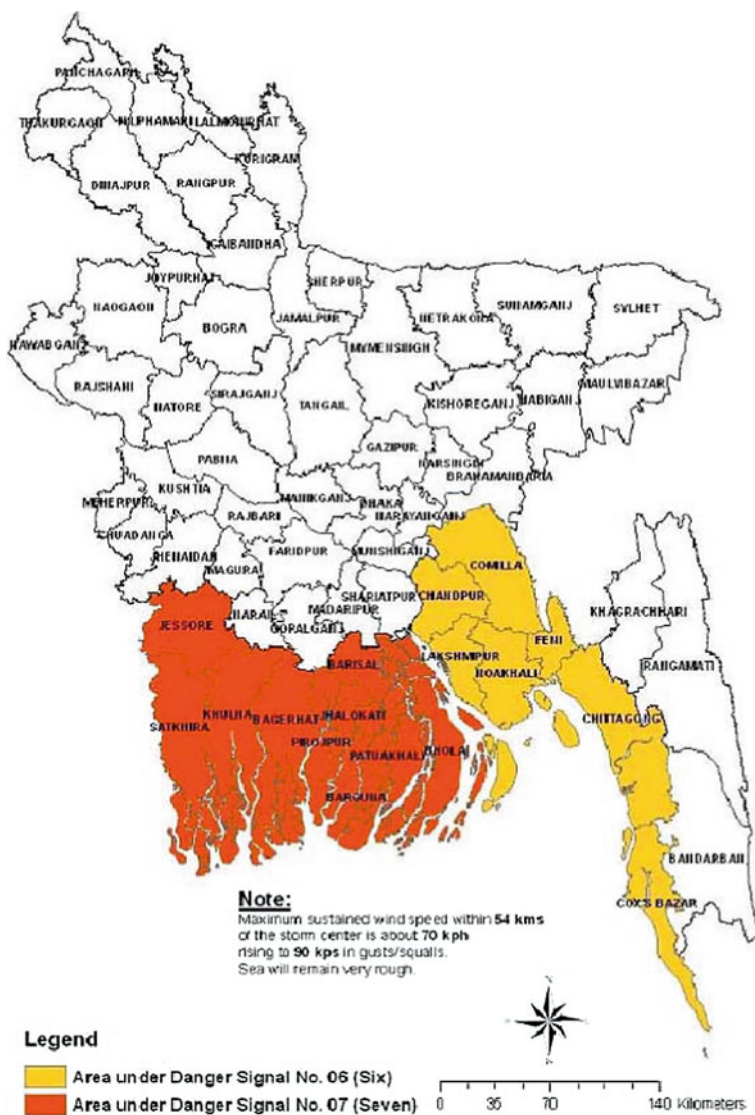 PANCHAGARH
THAKURGAON
NILPHAMARI
LALMONIRHAT
KURIGRAM
DINAJPUR
RANGPUR
GAIBANDHA
JOYPURHAT
SHERPUR
NAOGAON
JAMALPUR
NETRAKONA
SUNAMGANJ
SYLHET
BOGRA
NAWABGANJ
MYMENSINGH
RAJSHAHI
NATORE
SIRAJGANJ
TANGAIL
KISHOREGANJ
HABIGANJ
MAULVIBAZAR
GAZIPUR
PABNA
NARSINGDI
BRAHAMANBARIA
KUSHTIA
MANIKGANJ
DHAKA
MEHERPUR
RAJBARI
NARAYANGANJ
CHUADANGA
JHENAIDAH
FARIDPUR
MUNSHIGANJ
MAGURA
COMILLA
SHARIATPUR
CHANDPUR
NARAIL
MADARIPUR
KHAGRACHHARI
JESSORE
GOPALGANJ
FENI
LAKSHMIPUR
BARISAL
NOAKHALI
RANGAMATI
SATKHIRA
KHULNA
BAGERHAT
JHALOKATI
CHITTAGONG
PIROJPUR
PATUAKHALI
BHOLA
BARGUNA
BANDARBAN
COX'S BAZAR
Note:
Maximum sustained wind speed within 54 kms
of the storm center is about 70 kph
rising to 90 kps in gusts/squalls.
Sea will remain very rough.
Legend
Area under Danger Signal No. 06 (Six)
Area under Danger Signal No. 07 (Seven)
0 35 70 140 Kilometers